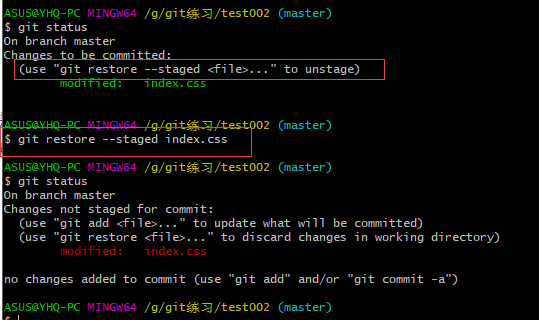 ASUS@YHQ-PC MINGW64 /g/git练习/test002 (master)
$ git status
On branch master
Changes to be committed:
  (use "git restore --staged <file>..." to unstage)
        modified:   index.css

ASUS@YHQ-PC MINGW64 /g/git练习/test002 (master)
$ git restore --staged index.css

ASUS@YHQ-PC MINGW64 /g/git练习/test002 (master)
$ git status
On branch master
Changes not staged for commit:
  (use "git add <file>..." to update what will be committed)
  (use "git restore <file>..." to discard changes in working directory)
        modified:   index.css

no changes added to commit (use "git add" and/or "git commit -a")

ASUS@YHQ-PC MINGW64 /g/git练习/test002 (master)
$